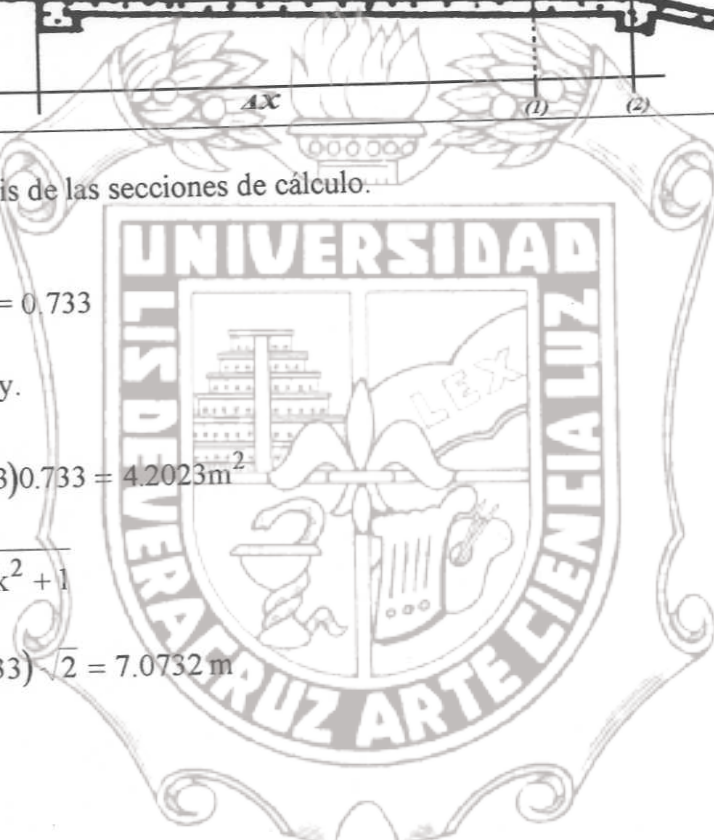 ΔX (1) (2)
is de las secciones de cálculo.
UNIVERSIDAD
= 0.733
LIS DE VERACRUZ ARTE CIENCIA LUZ
LEX
y.
3)0.733 = 4.2023m²
x² + 1
33)·√2 = 7.0732 m